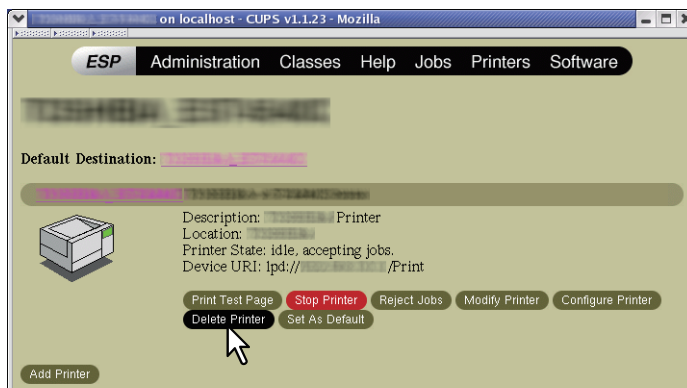 on localhost - CUPS v1.1.23 - Mozilla
ESP Administration Classes Help Jobs Printers Software
Default Destination:
Description: Printer
Location:
Printer State: idle, accepting jobs.
Device URI: lpd:// /Print
Print Test Page Stop Printer Reject Jobs Modify Printer Configure Printer
Delete Printer Set As Default
Add Printer